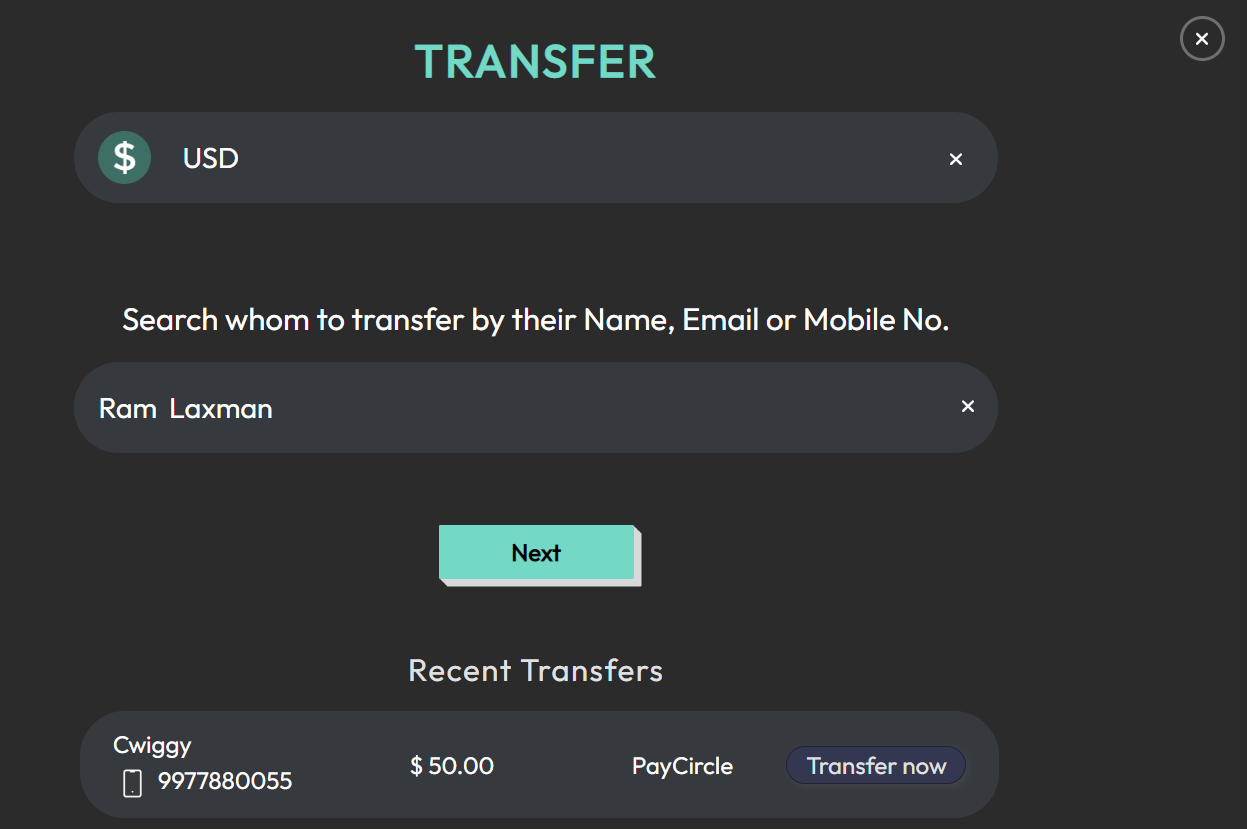 TRANSFER
$ USD
Search whom to transfer by their Name, Email or Mobile No.
Ram  Laxman
Next
Recent Transfers
Cwiggy
9977880055
$ 50.00
PayCircle
Transfer now